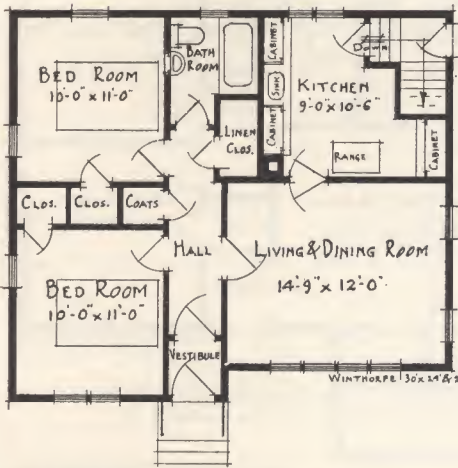 BED ROOM
10'-0" x 11'-0"
BATH
ROOM
CABINET
SINK
CABINET
KITCHEN
9'-0" x 10'-6"
D
LINEN
CLOS.
RANGE
CABINET
CLOS.
CLOS.
COATS
HALL
LIVING & DINING ROOM
14'-9" x 12'-0"
BED ROOM
10'-0" x 11'-0"
VESTIBULE
WINTHORPE 30' x 24' &